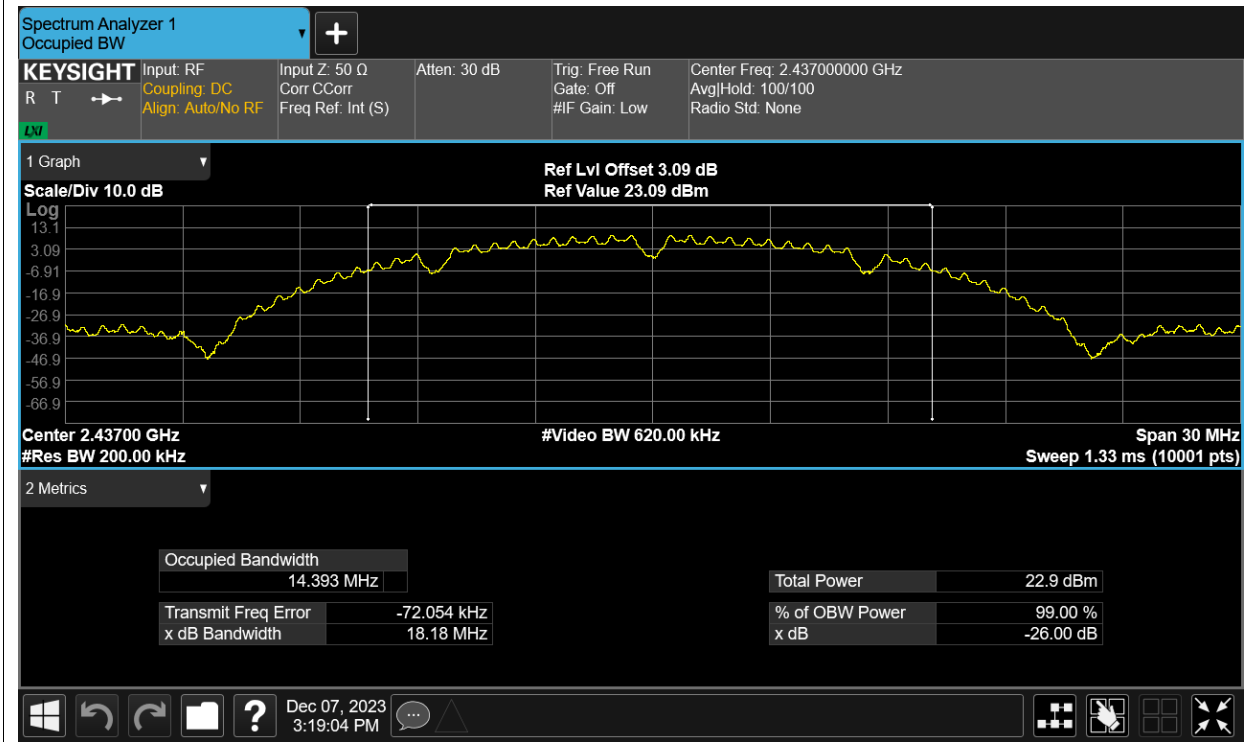 Spectrum Analyzer 1
Occupied BW
KEYSIGHT
R T
LXI
Input: RF
Coupling: DC
Align: Auto/No RF
Input Z: 50 Ω
Corr CCorr
Freq Ref: Int (S)
Atten: 30 dB
Trig: Free Run
Gate: Off
#IF Gain: Low
Center Freq: 2.437000000 GHz
Avg|Hold: 100/100
Radio Std: None
1 Graph
Scale/Div 10.0 dB
Ref Lvl Offset 3.09 dB
Ref Value 23.09 dBm
Log
13.1
3.09
-6.91
-16.9
-26.9
-36.9
-46.9
-56.9
-66.9
Center 2.43700 GHz
#Video BW 620.00 kHz
Span 30 MHz
#Res BW 200.00 kHz
Sweep 1.33 ms (10001 pts)
2 Metrics
Occupied Bandwidth
14.393 MHz
Total Power 22.9 dBm
Transmit Freq Error -72.054 kHz
% of OBW Power 99.00 %
x dB Bandwidth 18.18 MHz
x dB -26.00 dB
?
Dec 07, 2023
3:19:04 PM